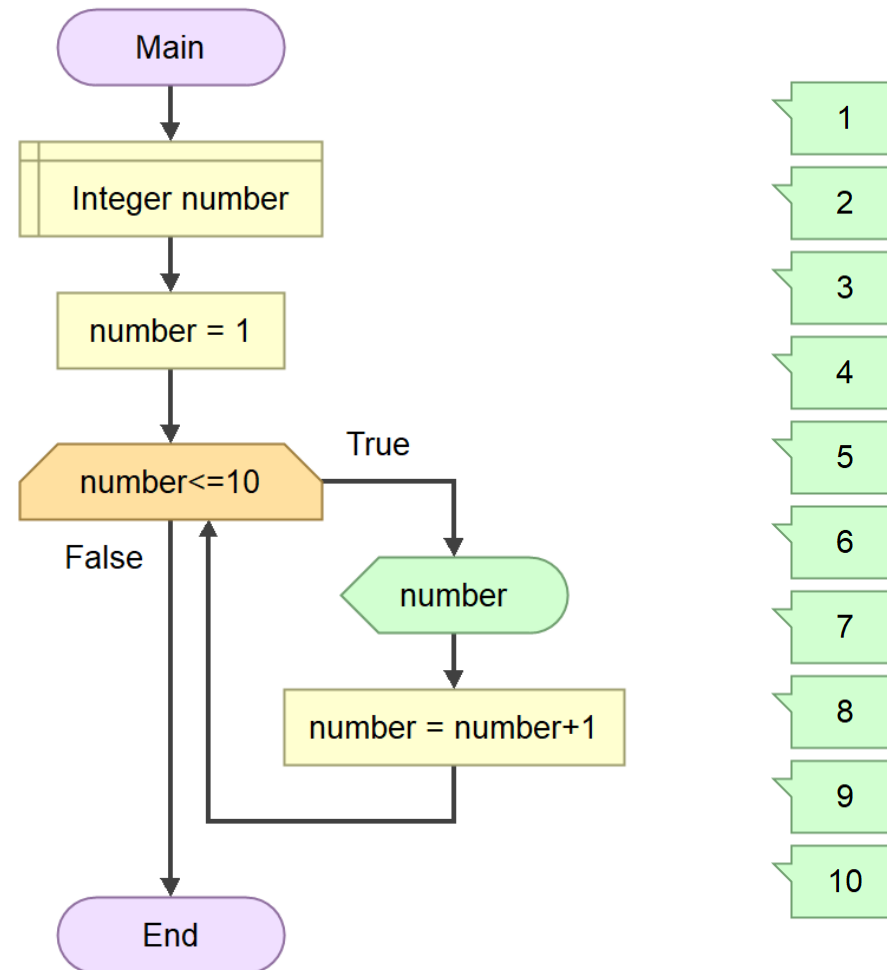 Main
Integer number
number = 1
number<=10
True
False
number
number = number+1
End
1
2
3
4
5
6
7
8
9
10